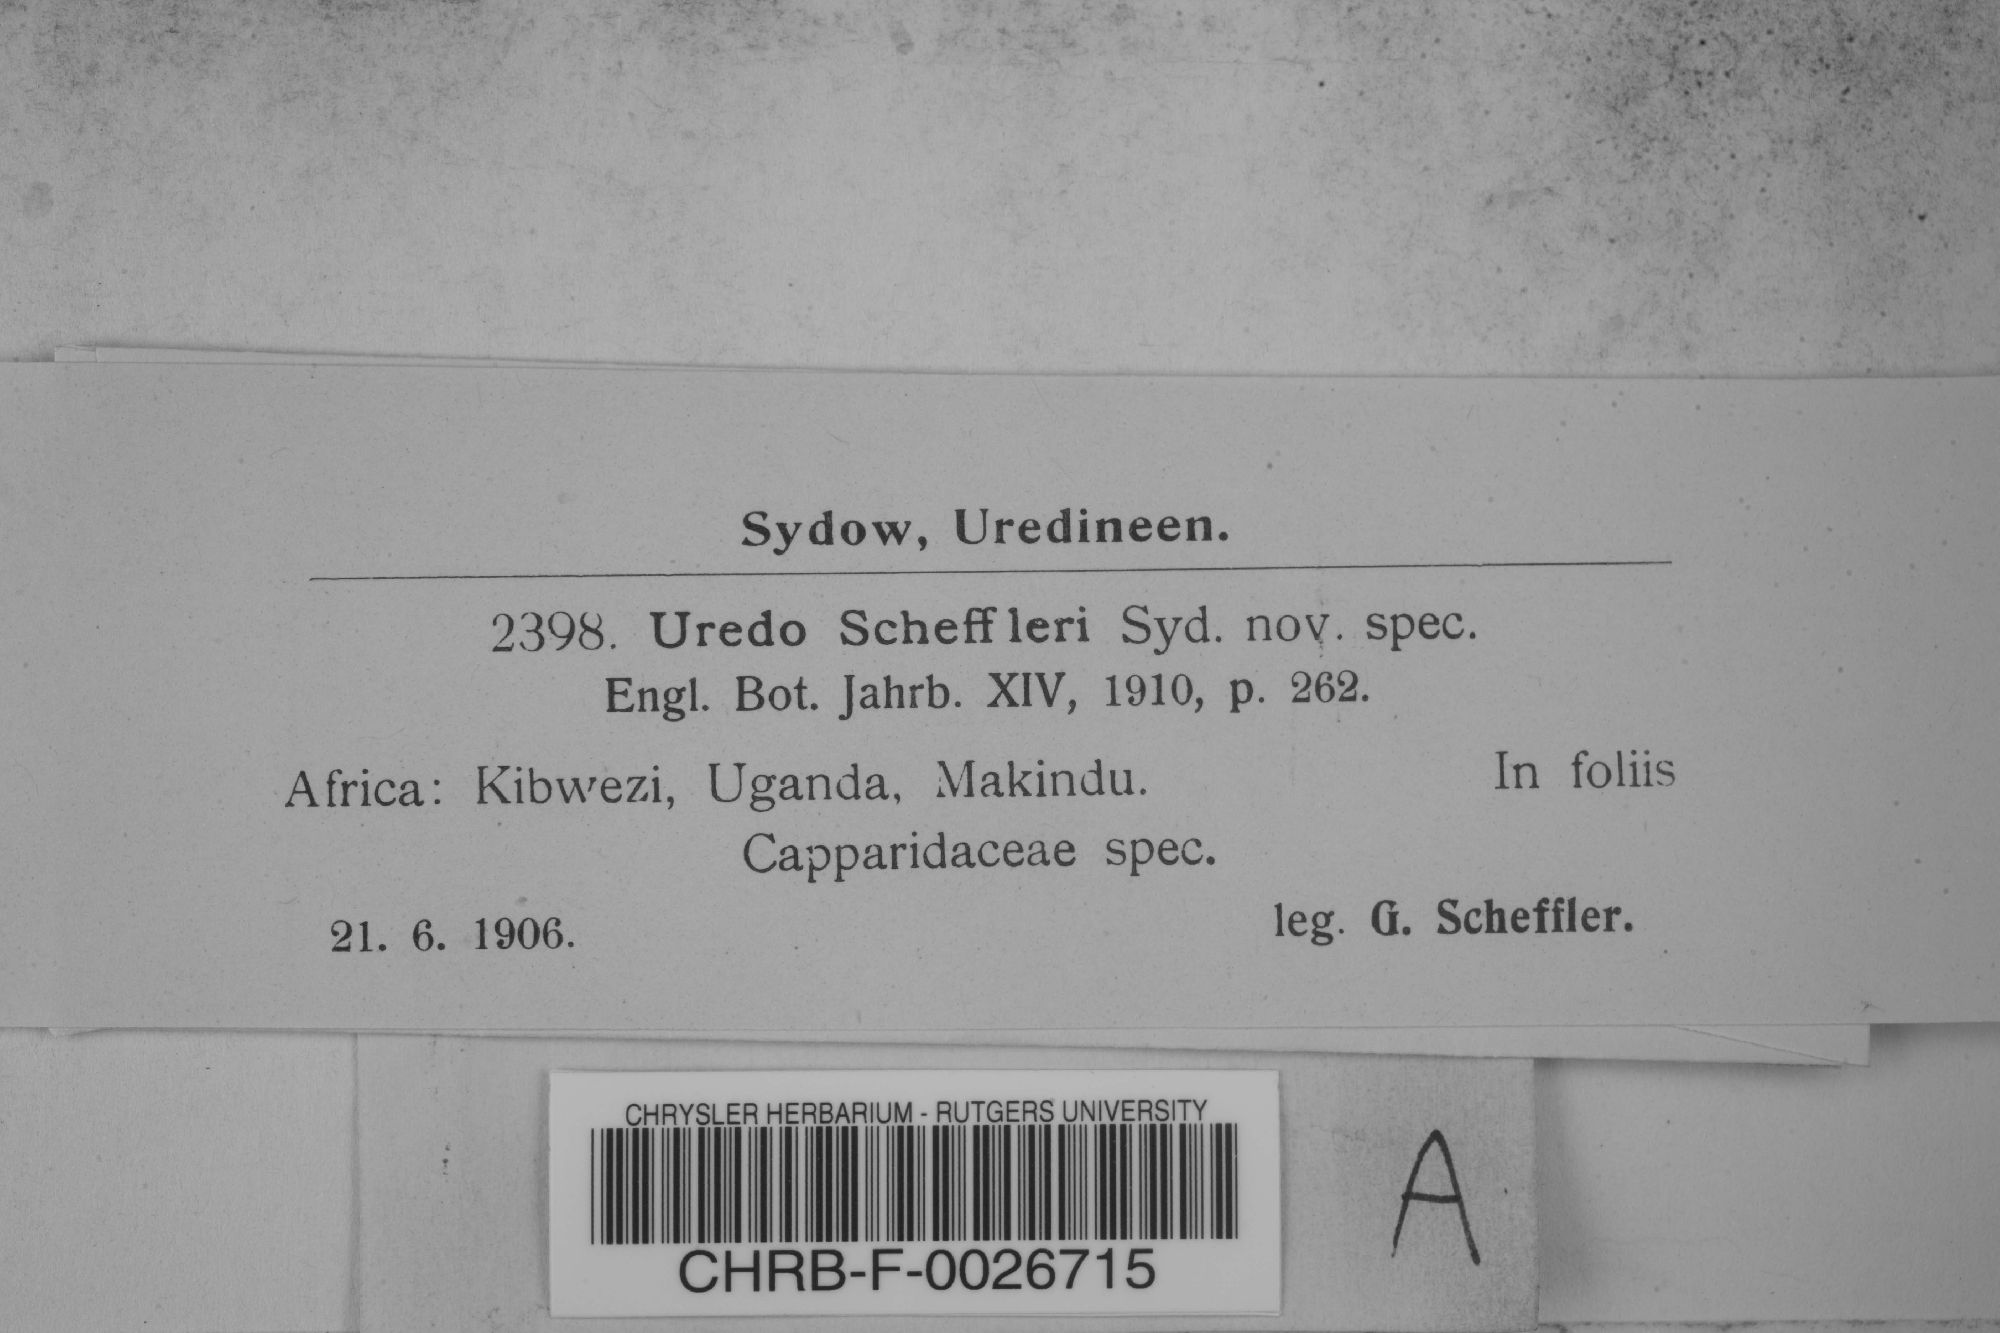 Sydow, Uredineen.
2398. Uredo Scheffleri Syd. nov. spec.
Engl. Bot. Jahrb. XIV, 1910, p. 262.
Africa: Kibwezi, Uganda, Makindu. In foliis
Capparidaceae spec.
21. 6. 1906. leg. G. Scheffler.
CHRYSLER HERBARIUM - RUTGERS UNIVERSITY
CHRB-F-0026715
A